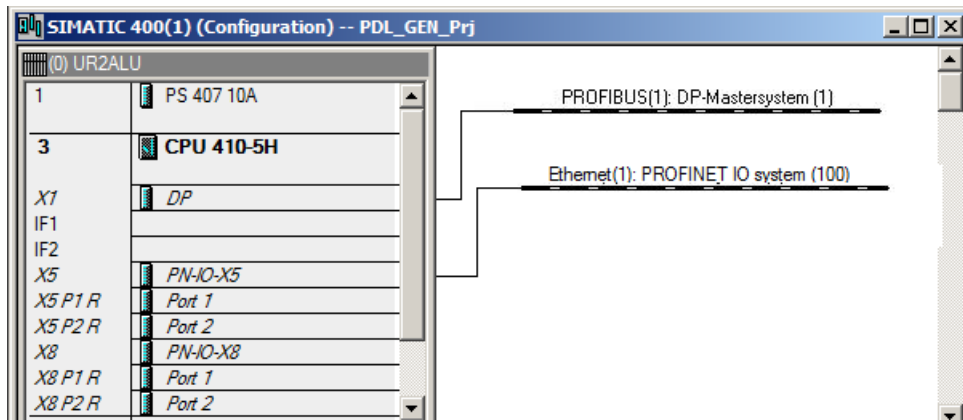 SIMATIC 400(1) (Configuration) -- PDL_GEN_Prj
(0) UR2ALU
1 PS 407 10A
3 CPU 410-5H
X1 DP
IF1
IF2
X5 PN-IO-X5
X5 P1 R Port 1
X5 P2 R Port 2
X8 PN-IO-X8
X8 P1 R Port 1
X8 P2 R Port 2
PROFIBUS(1): DP-Mastersystem (1)
Ethernet(1): PROFINET IO system (100)